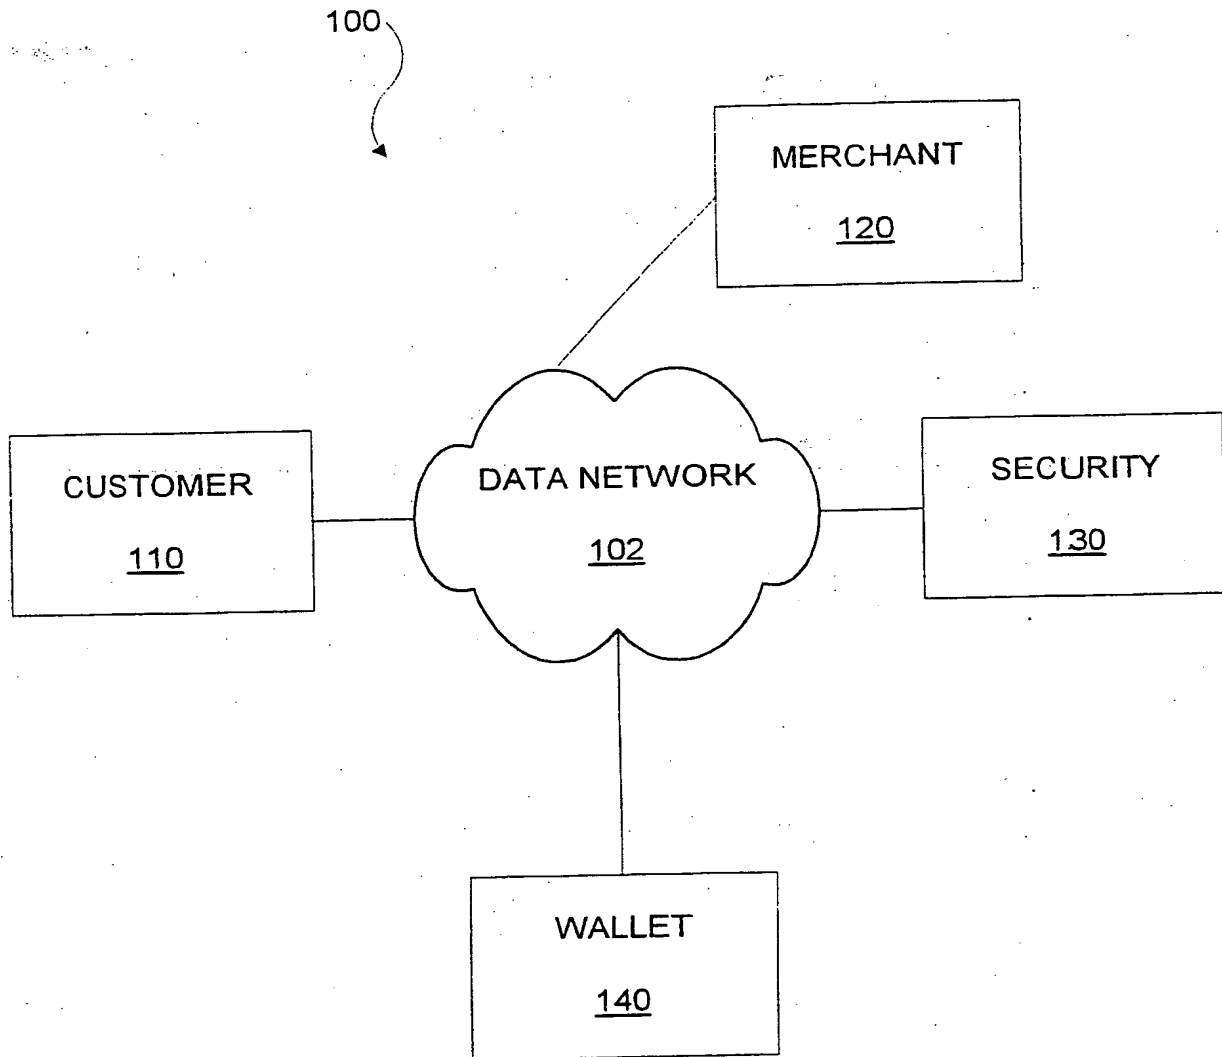 100
MERCHANT
120
CUSTOMER
110
DATA NETWORK
102
SECURITY
130
WALLET
140